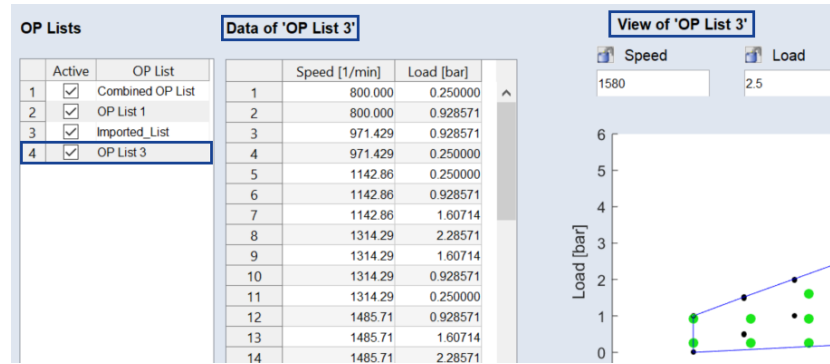 OP Lists
Active OP List
1 Combined OP List
2 OP List 1
3 Imported_List
4 OP List 3
Data of 'OP List 3'
Speed [1/min] Load [bar]
1 800.000 0.250000
2 800.000 0.928571
3 971.429 0.928571
4 971.429 0.250000
5 1142.86 0.250000
6 1142.86 0.928571
7 1142.86 1.60714
8 1314.29 2.28571
9 1314.29 1.60714
10 1314.29 0.928571
11 1314.29 0.250000
12 1485.71 0.928571
13 1485.71 1.60714
14 1485.71 2.28571
View of 'OP List 3'
Speed Load
1580 2.5
Load [bar]
6
5
4
3
2
1
0